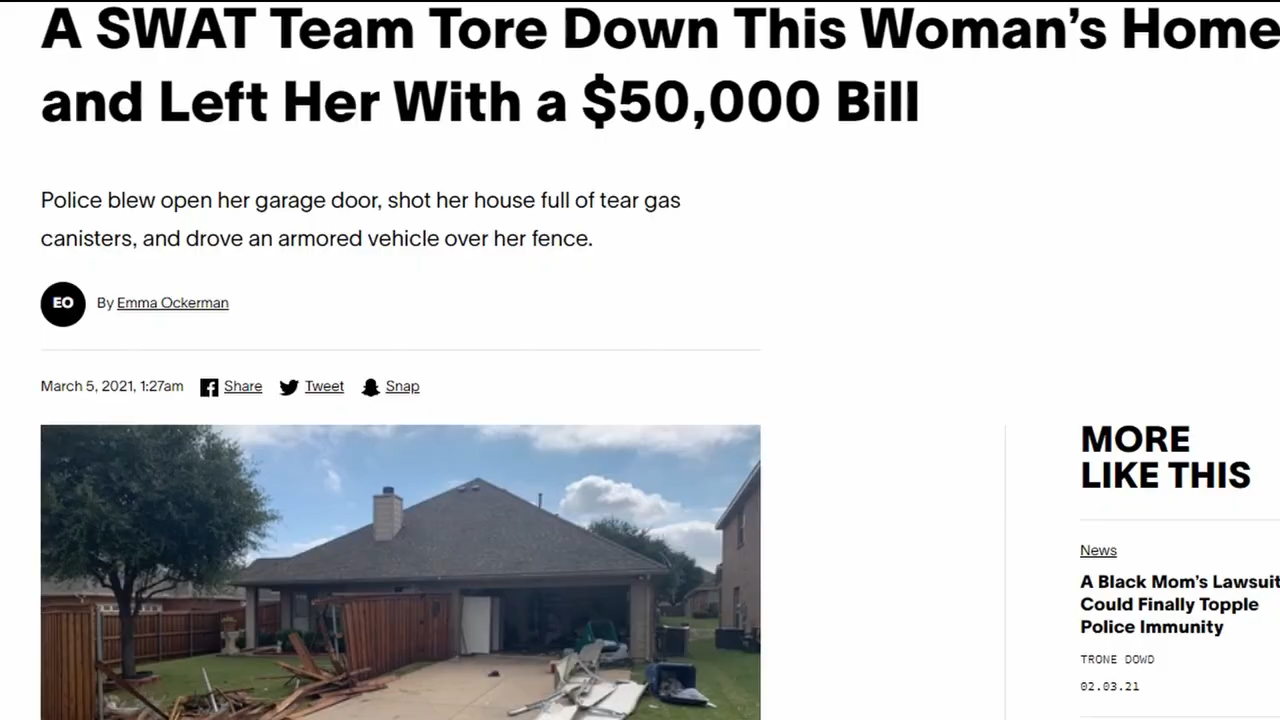 A SWAT Team Tore Down This Woman’s Home
and Left Her With a $50,000 Bill
Police blew open her garage door, shot her house full of tear gas
canisters, and drove an armored vehicle over her fence.
EO By Emma Ockerman
March 5, 2021, 1:27am Share Tweet Snap
MORE
LIKE THIS
News
A Black Mom’s Lawsuit
Could Finally Topple
Police Immunity
TRONE DOWD
02.03.21